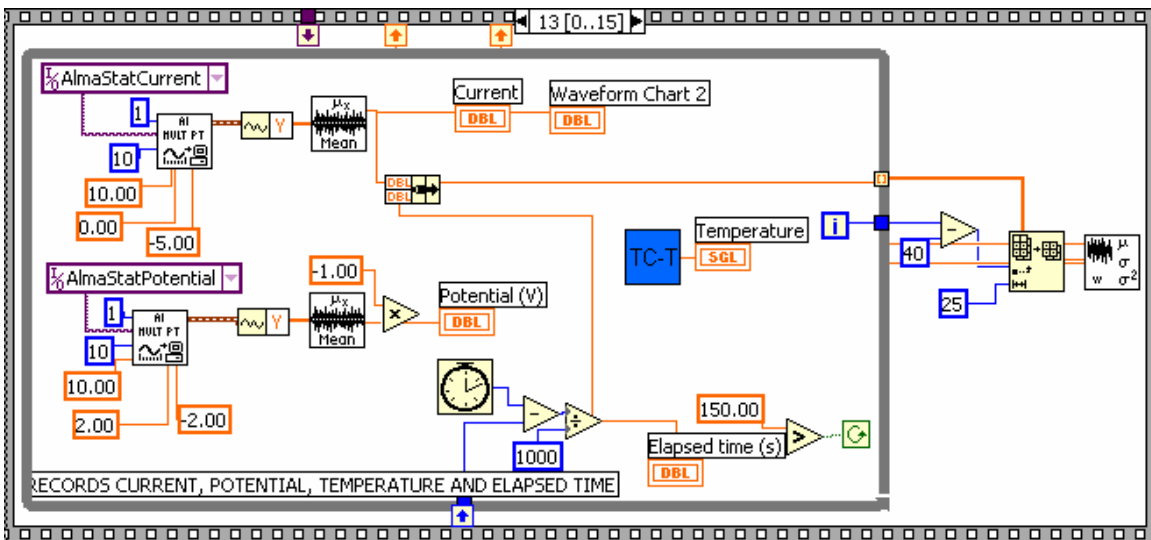 13 [0..15]
AlmaStatCurrent
1
AI
MULT PT
10
10.00
0.00
-5.00
Y
μx
Mean
Current
DBL
Waveform Chart 2
DBL
DBL
DBL
TC-T
Temperature
SGL
i
40
25
μ
σ
w σ²
AlmaStatPotential
1
AI
MULT PT
10
10.00
2.00
-2.00
Y
μx
Mean
-1.00
×
Potential (V)
DBL
-
-
÷
1000
150.00
>
Elapsed time (s)
DBL
RECORDS CURRENT, POTENTIAL, TEMPERATURE AND ELAPSED TIME